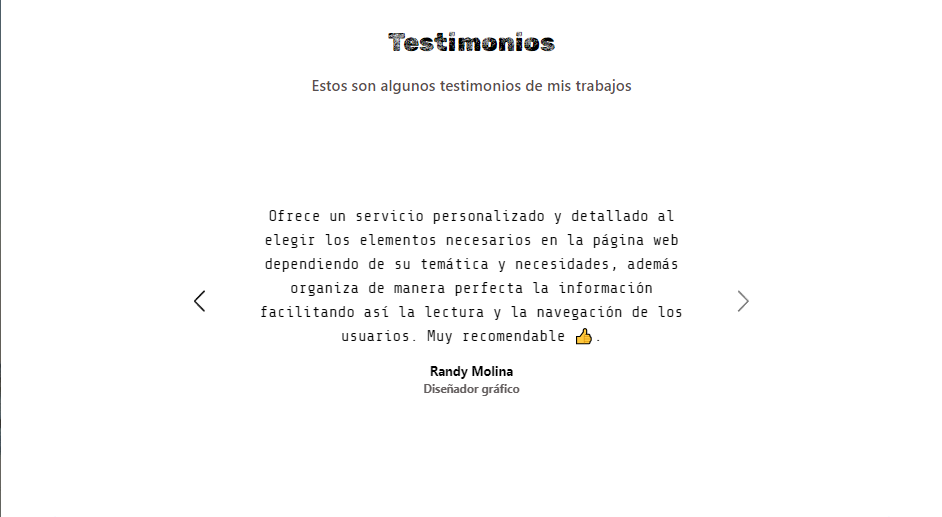 Testimonios
Estos son algunos testimonios de mis trabajos
Ofrece un servicio personalizado y detallado al
elegir los elementos necesarios en la página web
dependiendo de su temática y necesidades, además
organiza de manera perfecta la información
facilitando así la lectura y la navegación de los
usuarios. Muy recomendable 👍.
Randy Molina
Diseñador gráfico